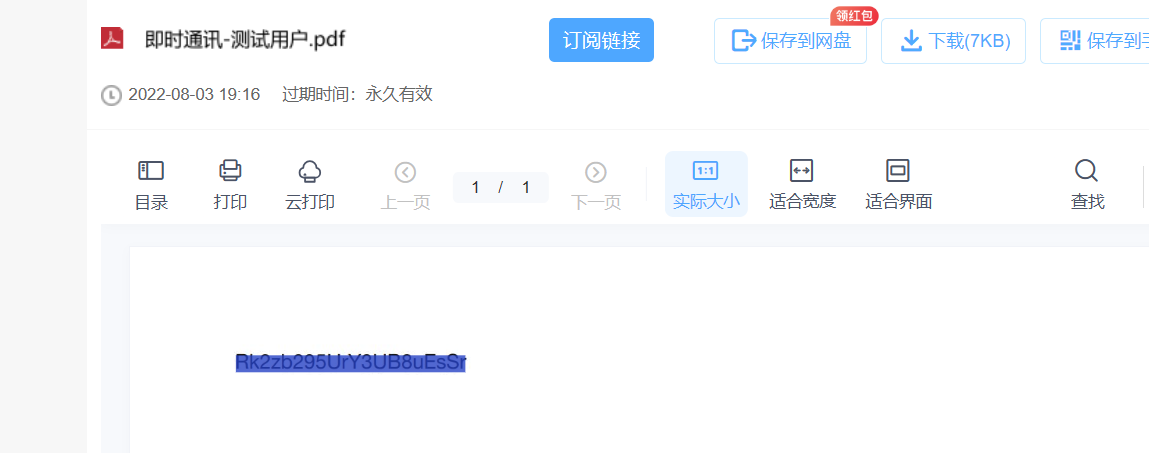 即时通讯-测试用户.pdf
订阅链接
领红包
保存到网盘
下载(7KB)
保存到手
2022-08-03 19:16 过期时间：永久有效
目录
打印
云打印
上一页
1 / 1
下一页
1:1
实际大小
适合宽度
适合界面
查找
Rk2zb295UrY3UB8uEsSr